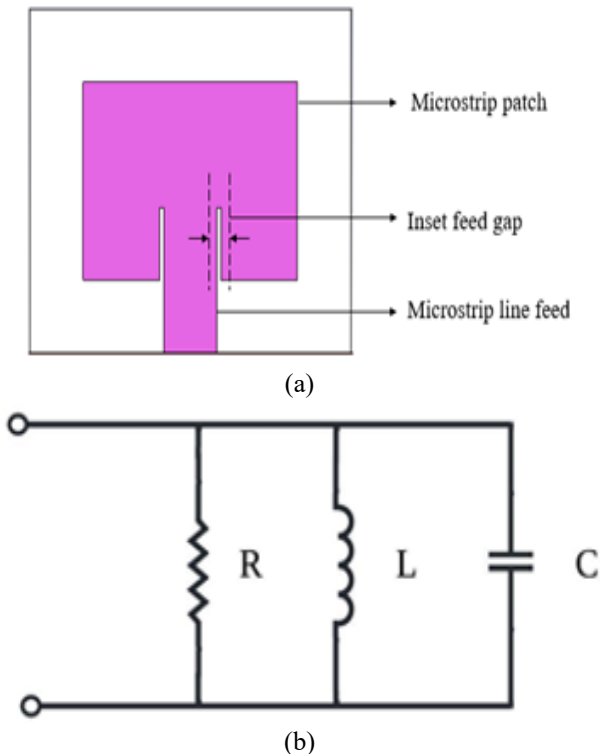 Microstrip patch
Inset feed gap
Microstrip line feed
(a)
R
L
C
(b)